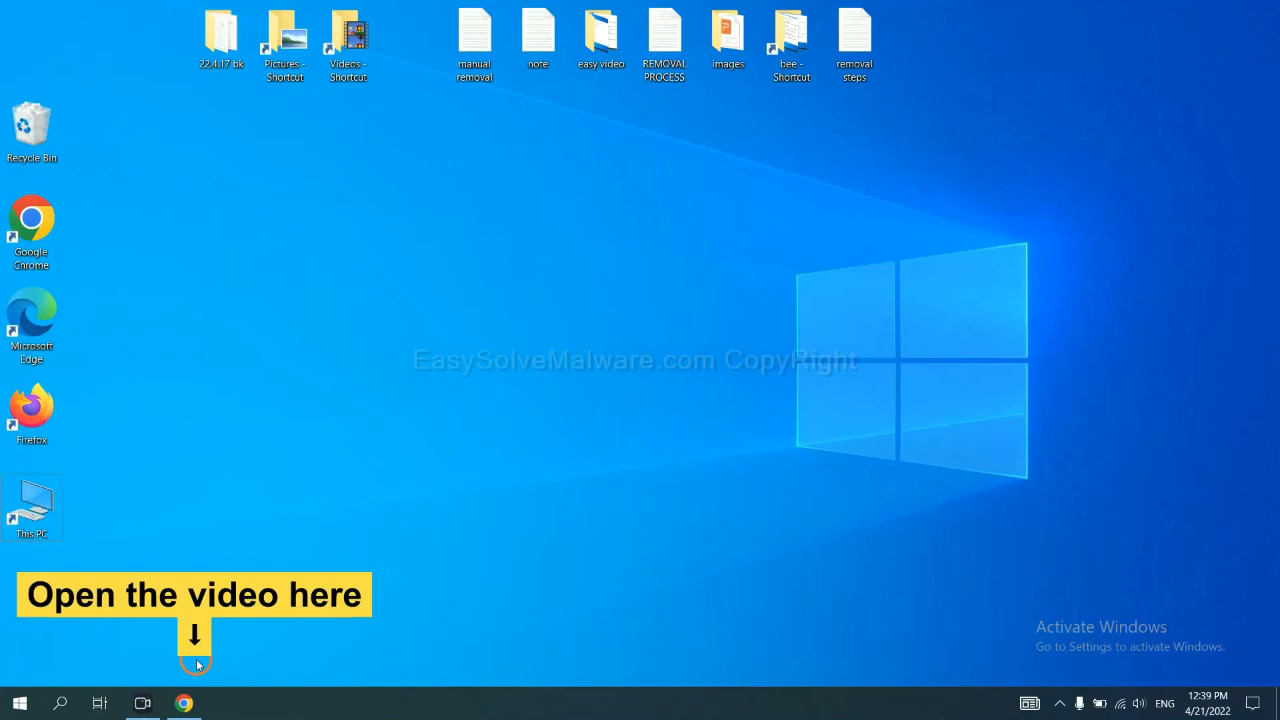 22.4.17 bk
Pictures -
Shortcut
Videos -
Shortcut
manual
removal
note
easy video
REMOVAL
PROCESS
images
bee -
Shortcut
removal
steps
Recycle Bin
Google
Chrome
Microsoft
Edge
Firefox
This PC
EasySolveMalware.com CopyRight
Open the video here
Activate Windows
Go to Settings to activate Windows.
ENG
12:39 PM
4/21/2022